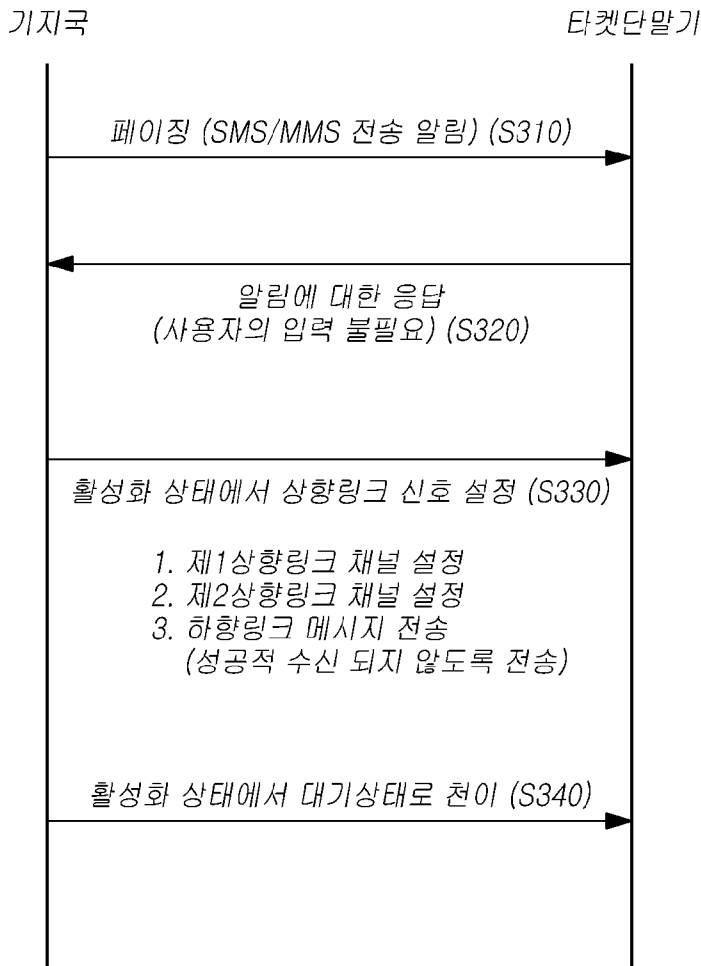 기지국
타켓단말기
페이징 (SMS/MMS 전송 알림) (S310)
알림에 대한 응답
(사용자의 입력 불필요) (S320)
활성화 상태에서 상향링크 신호 설정 (S330)
1. 제1상향링크 채널 설정
2. 제2상향링크 채널 설정
3. 하향링크 메시지 전송
(성공적 수신 되지 않도록 전송)
활성화 상태에서 대기상태로 천이 (S340)